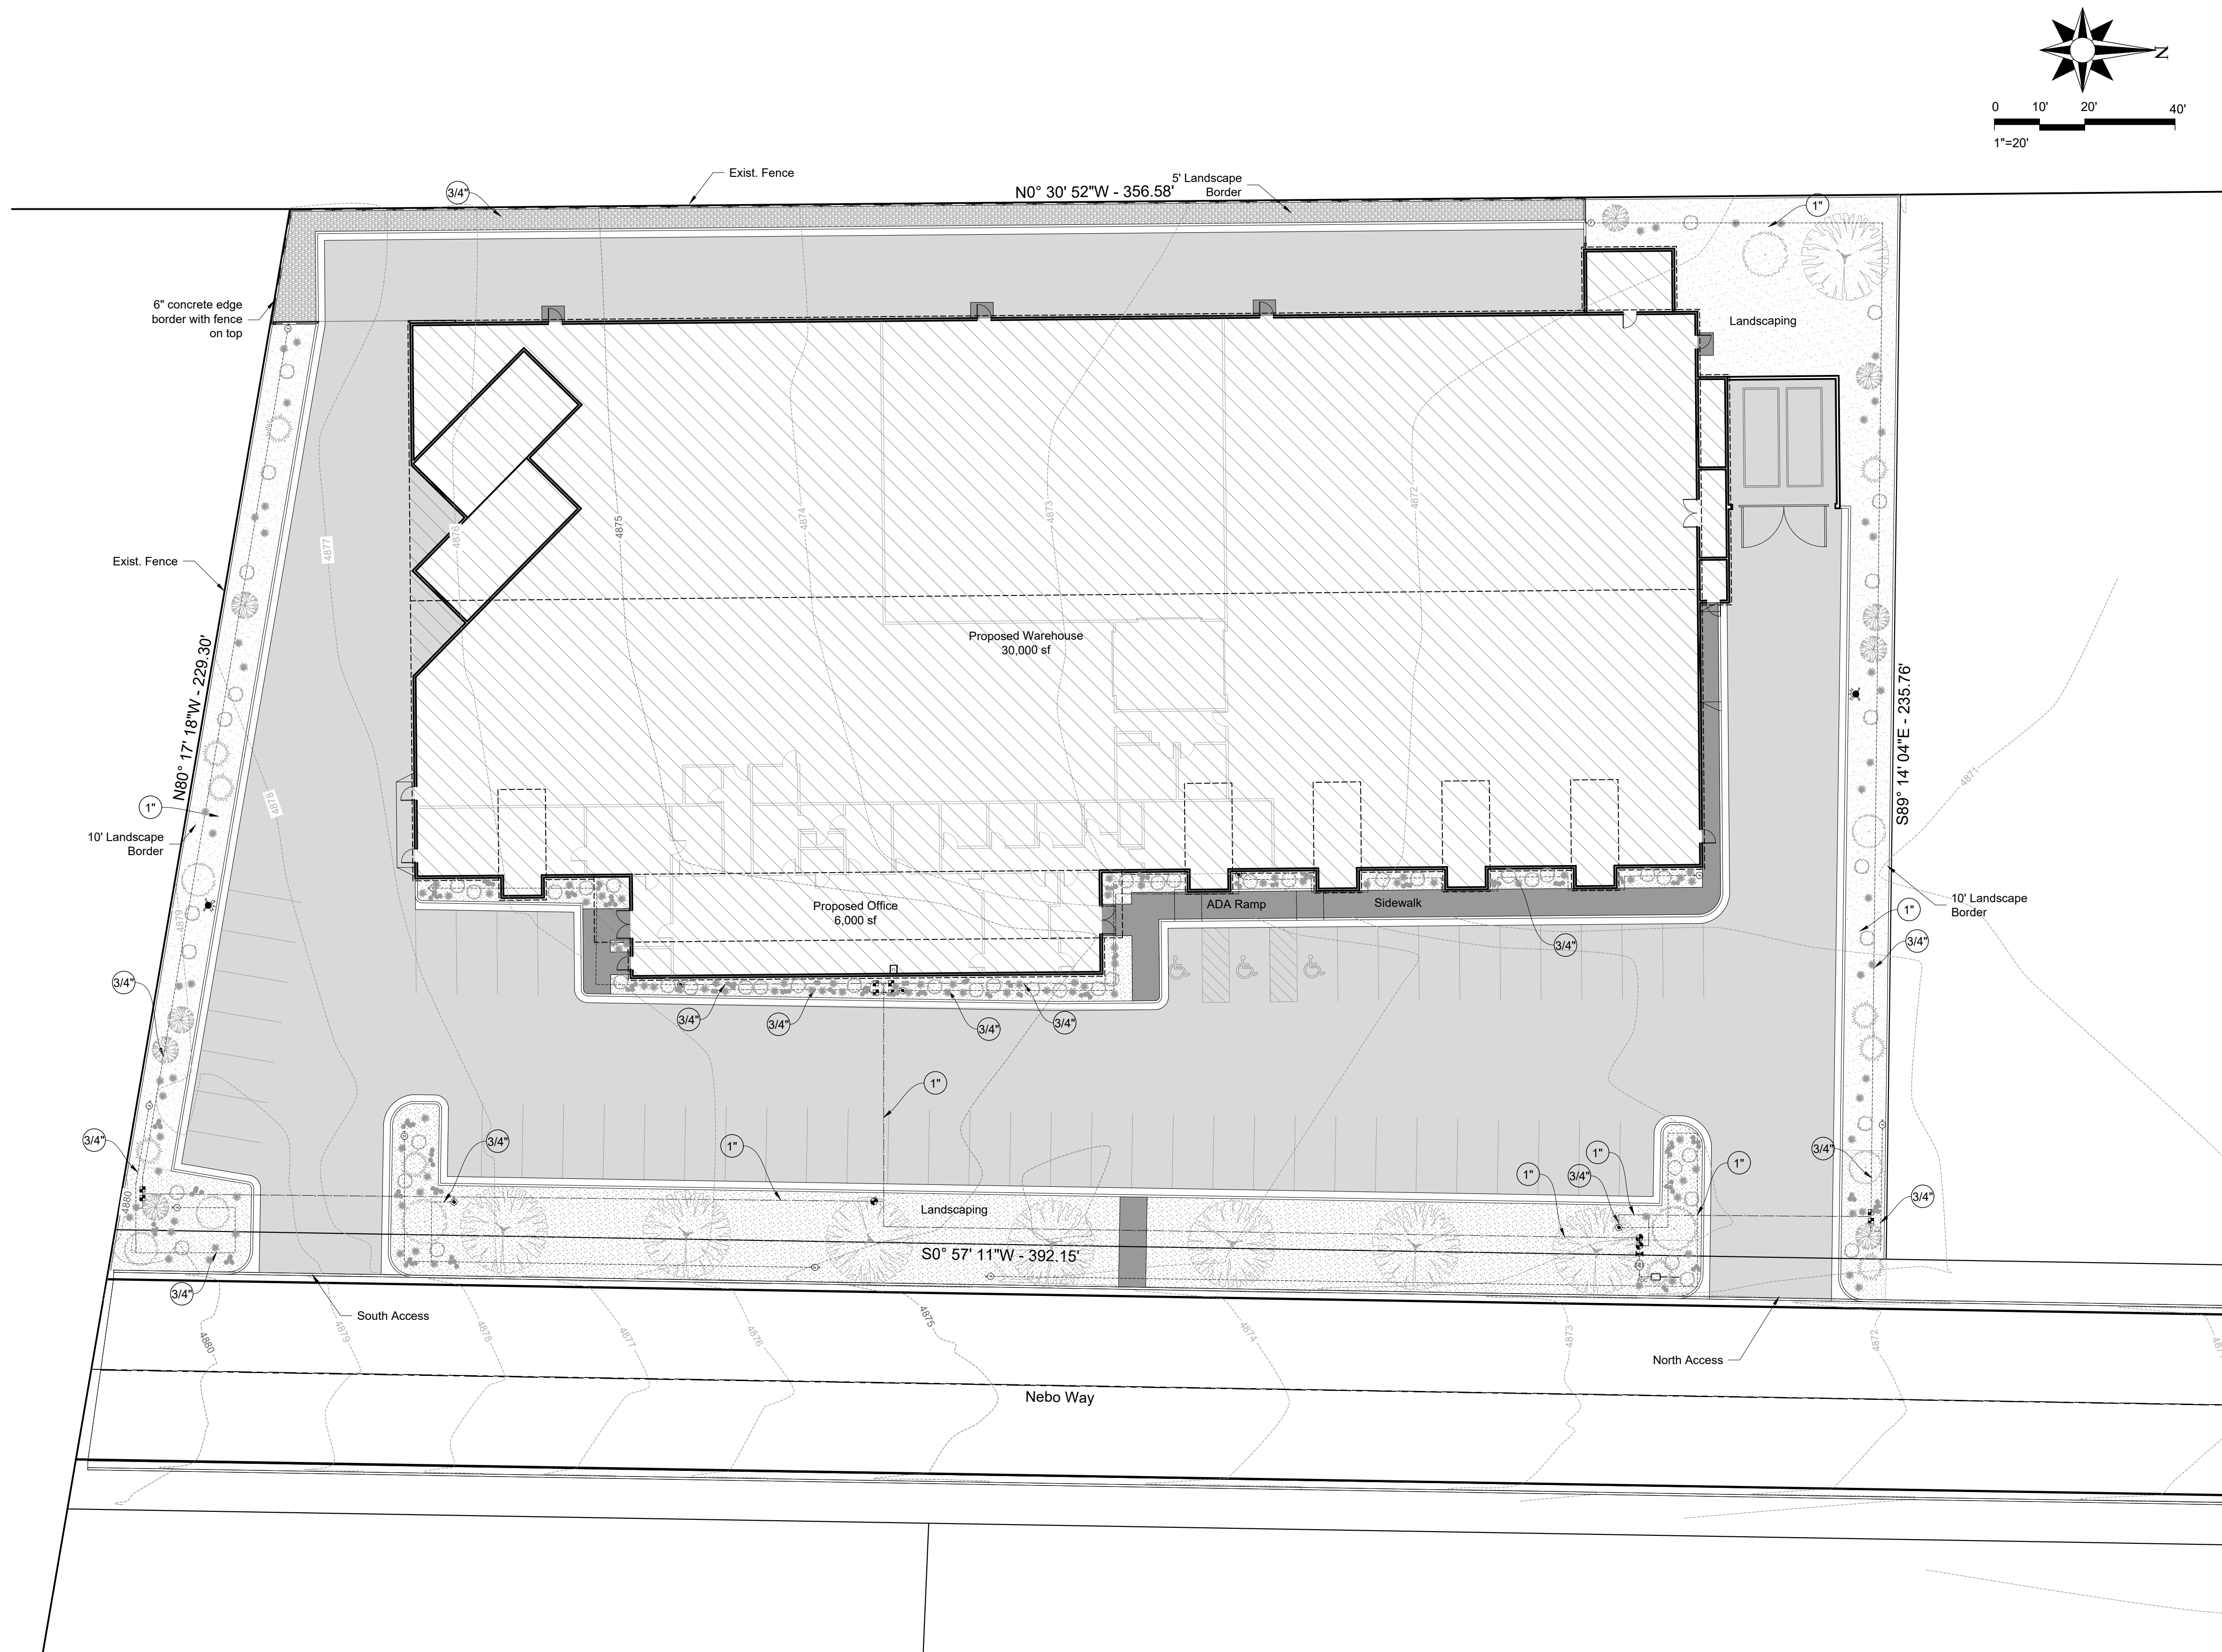 N
0 10' 20' 40'
1"=20'
Exist. Fence
5' Landscape
Border
N0° 30' 52"W - 356.58'
3/4"
1"
6" concrete edge
border with fence
on top
Landscaping
4877
4876
4875
4874
4873
4872
Exist. Fence
Proposed Warehouse
30,000 sf
N80° 17' 18"W - 229.30'
S89° 14' 04"E - 235.76'
4871
4878
1"
10' Landscape
Border
4879
Proposed Office
6,000 sf
ADA Ramp
Sidewalk
10' Landscape
Border
1"
3/4"
3/4"
3/4"
3/4"
3/4"
3/4"
3/4"
1"
3/4"
3/4"
1"
1"
3/4"
1"
1"
3/4"
3/4"
4880
Landscaping
S0° 57' 11"W - 392.15'
3/4"
South Access
4880
4879
4878
4877
4876
4875
4874
4873
4872
North Access
Nebo Way